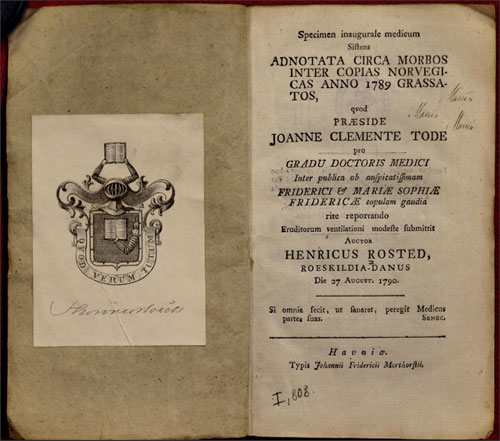 QUOD VERUM TUTUM
Specimen inaugurale medicum
Sistens
ADNOTATA CIRCA MORBOS
INTER COPIAS NORVEGI-
CAS ANNO 1789 GRASSA-
TOS,
qvod
PRÆSIDE
JOANNE CLEMENTE TODE
pro
GRADU DOCTORIS MEDICI
Inter publica ob auſpicatiſſimam
FRIDERICI & MARIÆ SOPHIÆ
FRIDERICÆ copulam gaudia
rite reportando
Eruditorum ventilationi modeſte ſubmittit
AUCTOR
HENRICUS ROSTED,
ROESKILDIA-DANUS
Die 27 AUGUST. 1790.
Si omnia fecit, ut ſanaret, peregit Medicus
partes ſuas. SENEC.
Havniæ.
Typis Johannis Friderici Morthorſtii.
I, 808.